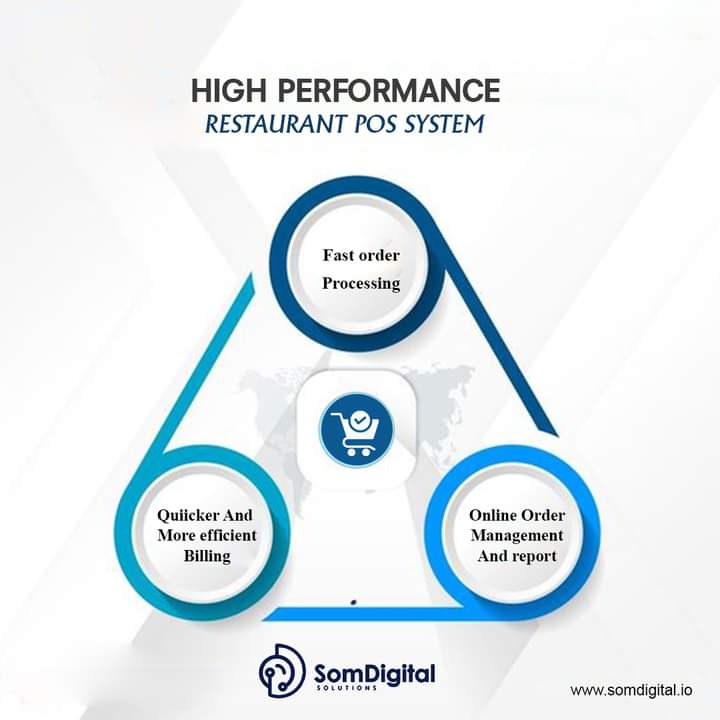 HIGH PERFORMANCE
RESTAURANT POS SYSTEM
Fast order
Processing
Quiicker And
More efficient
Billing
Online Order
Management
And report
SomDigital
SOLUTIONS
www.somdigital.io